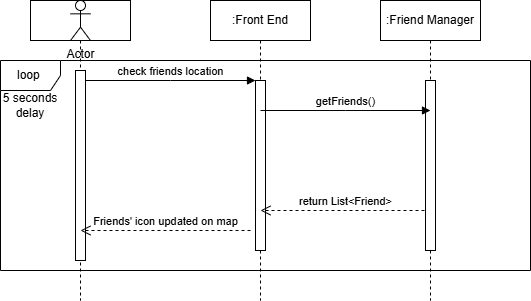 :Front End
:Friend Manager
Actor
loop
5 seconds
delay
check friends location
getFriends()
return List<Friend>
Friends' icon updated on map